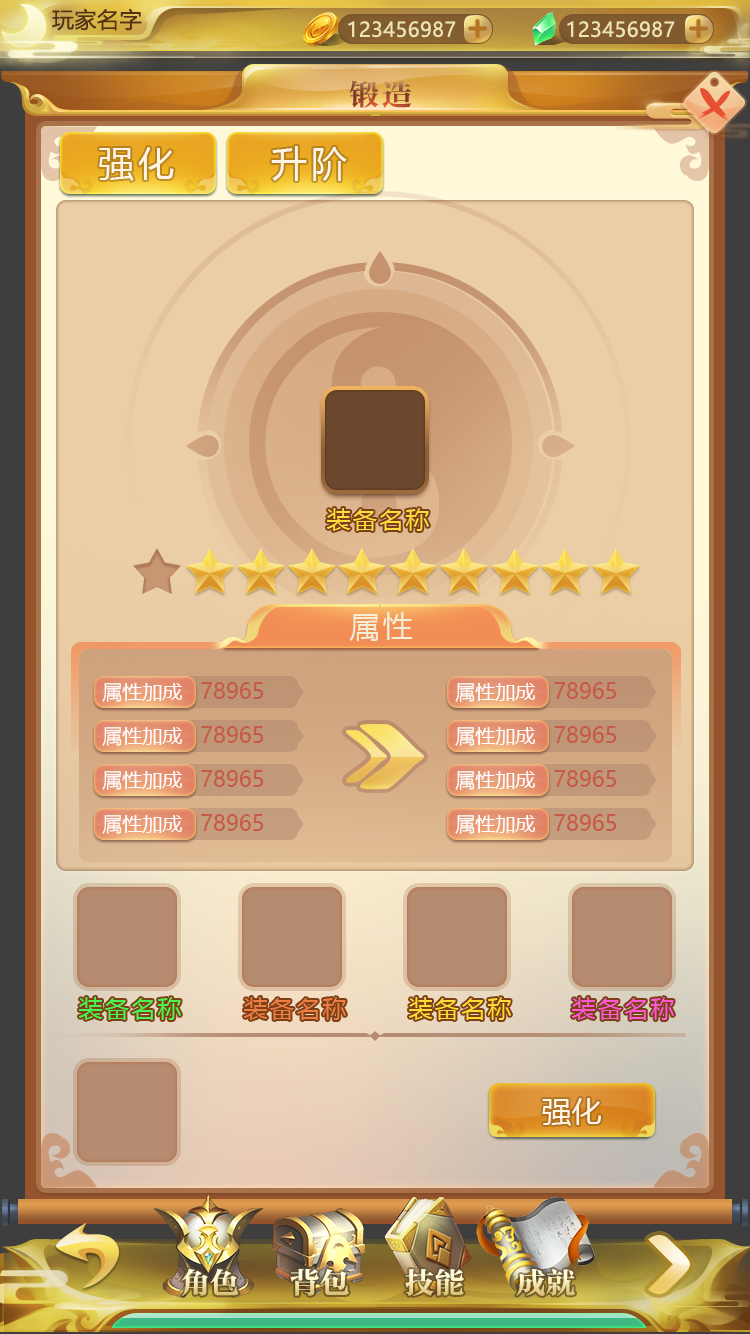 玩家名字 123456987 123456987
锻造
强化 升阶
装备名称
属性
属性加成 78965 属性加成 78965
属性加成 78965 属性加成 78965
属性加成 78965 属性加成 78965
属性加成 78965 属性加成 78965
装备名称 装备名称 装备名称 装备名称
强化
角色 背包 技能 成就